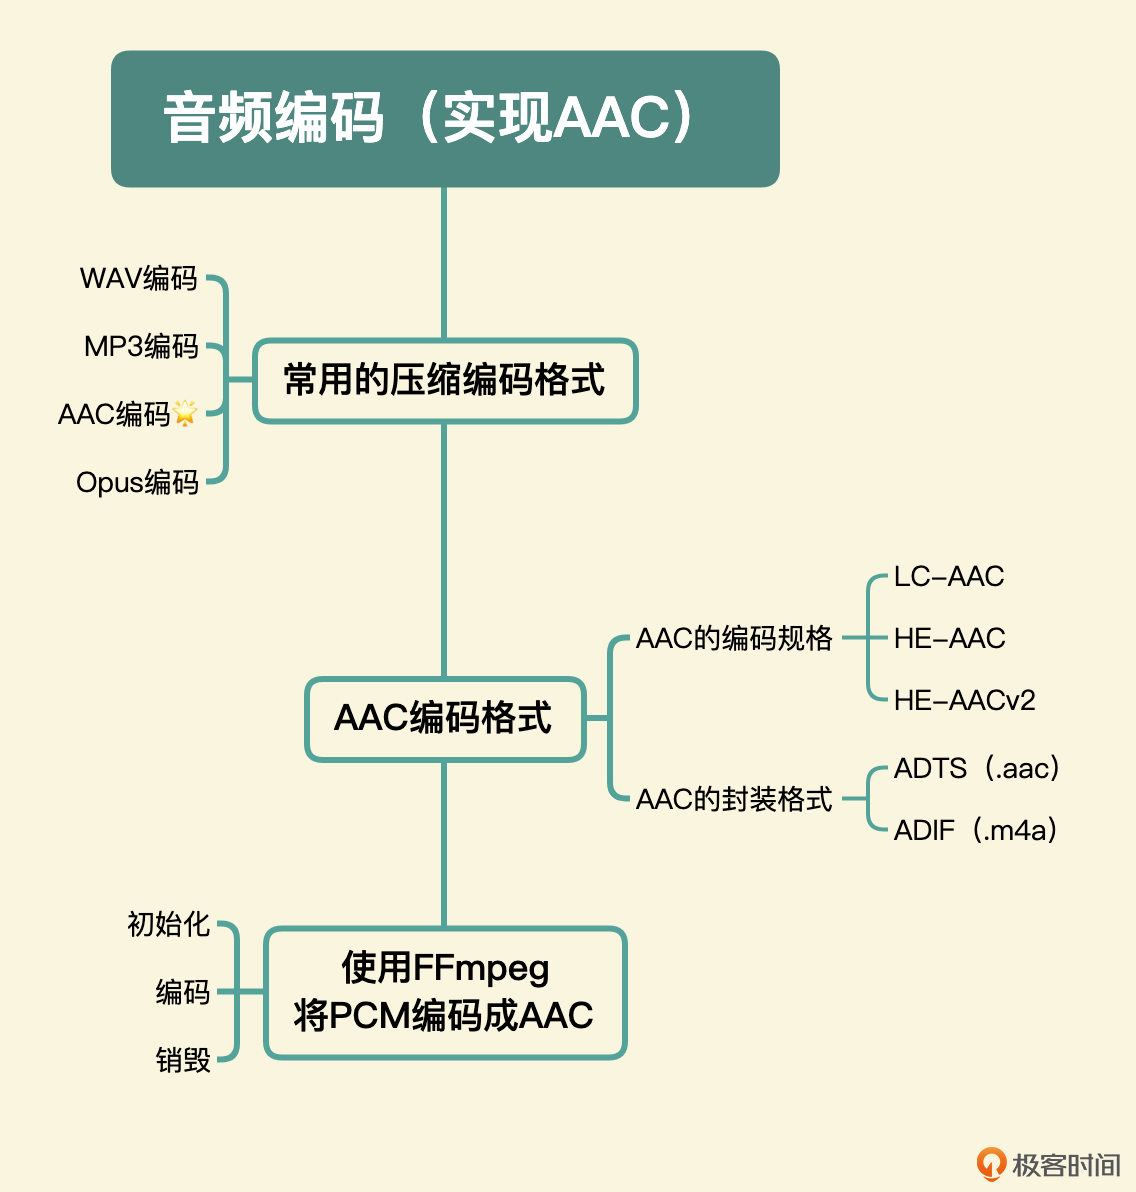 音频编码（实现AAC）
常用的压缩编码格式
WAV编码
MP3编码
AAC编码🌟
Opus编码
AAC编码格式
AAC的编码规格
LC-AAC
HE-AAC
HE-AACv2
AAC的封装格式
ADTS（.aac）
ADIF（.m4a）
使用FFmpeg
将PCM编码成AAC
初始化
编码
销毁
极客时间